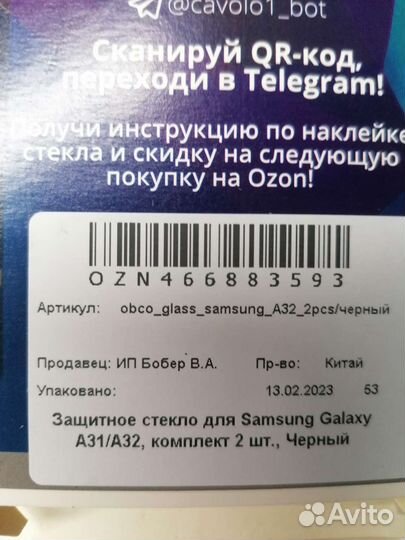 @cavolo1_bot
Сканируй QR-код,
переходи в Telegram!
Получи инструкцию по наклейке
стекла и скидку на следующую
покупку на Ozon!
OZN466883593
Артикул: obco_glass_samsung_A32_2pcs/черный
Продавец: ИП Бобер В.А. Пр-во: Китай
Упаковано: 13.02.2023 53
Защитное стекло для Samsung Galaxy
A31/A32, комплект 2 шт., Черный
Avito